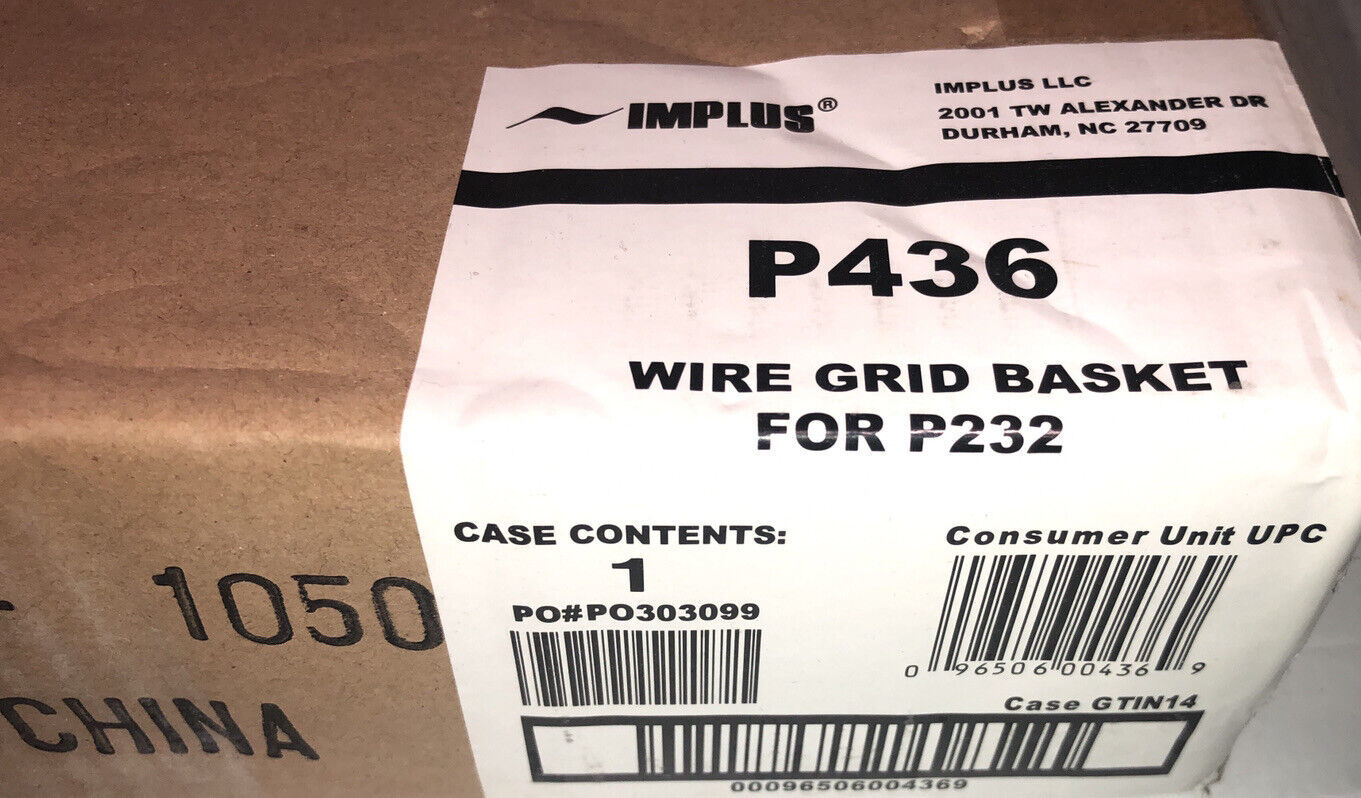 IMPLUS®
IMPLUS LLC
2001 TW ALEXANDER DR
DURHAM, NC 27709
P436
WIRE GRID BASKET
FOR P232
CASE CONTENTS:
1
PO#PO303099
Consumer Unit UPC
0 96506 00436 9
Case GTIN14
00096506004369
1050
CHINA